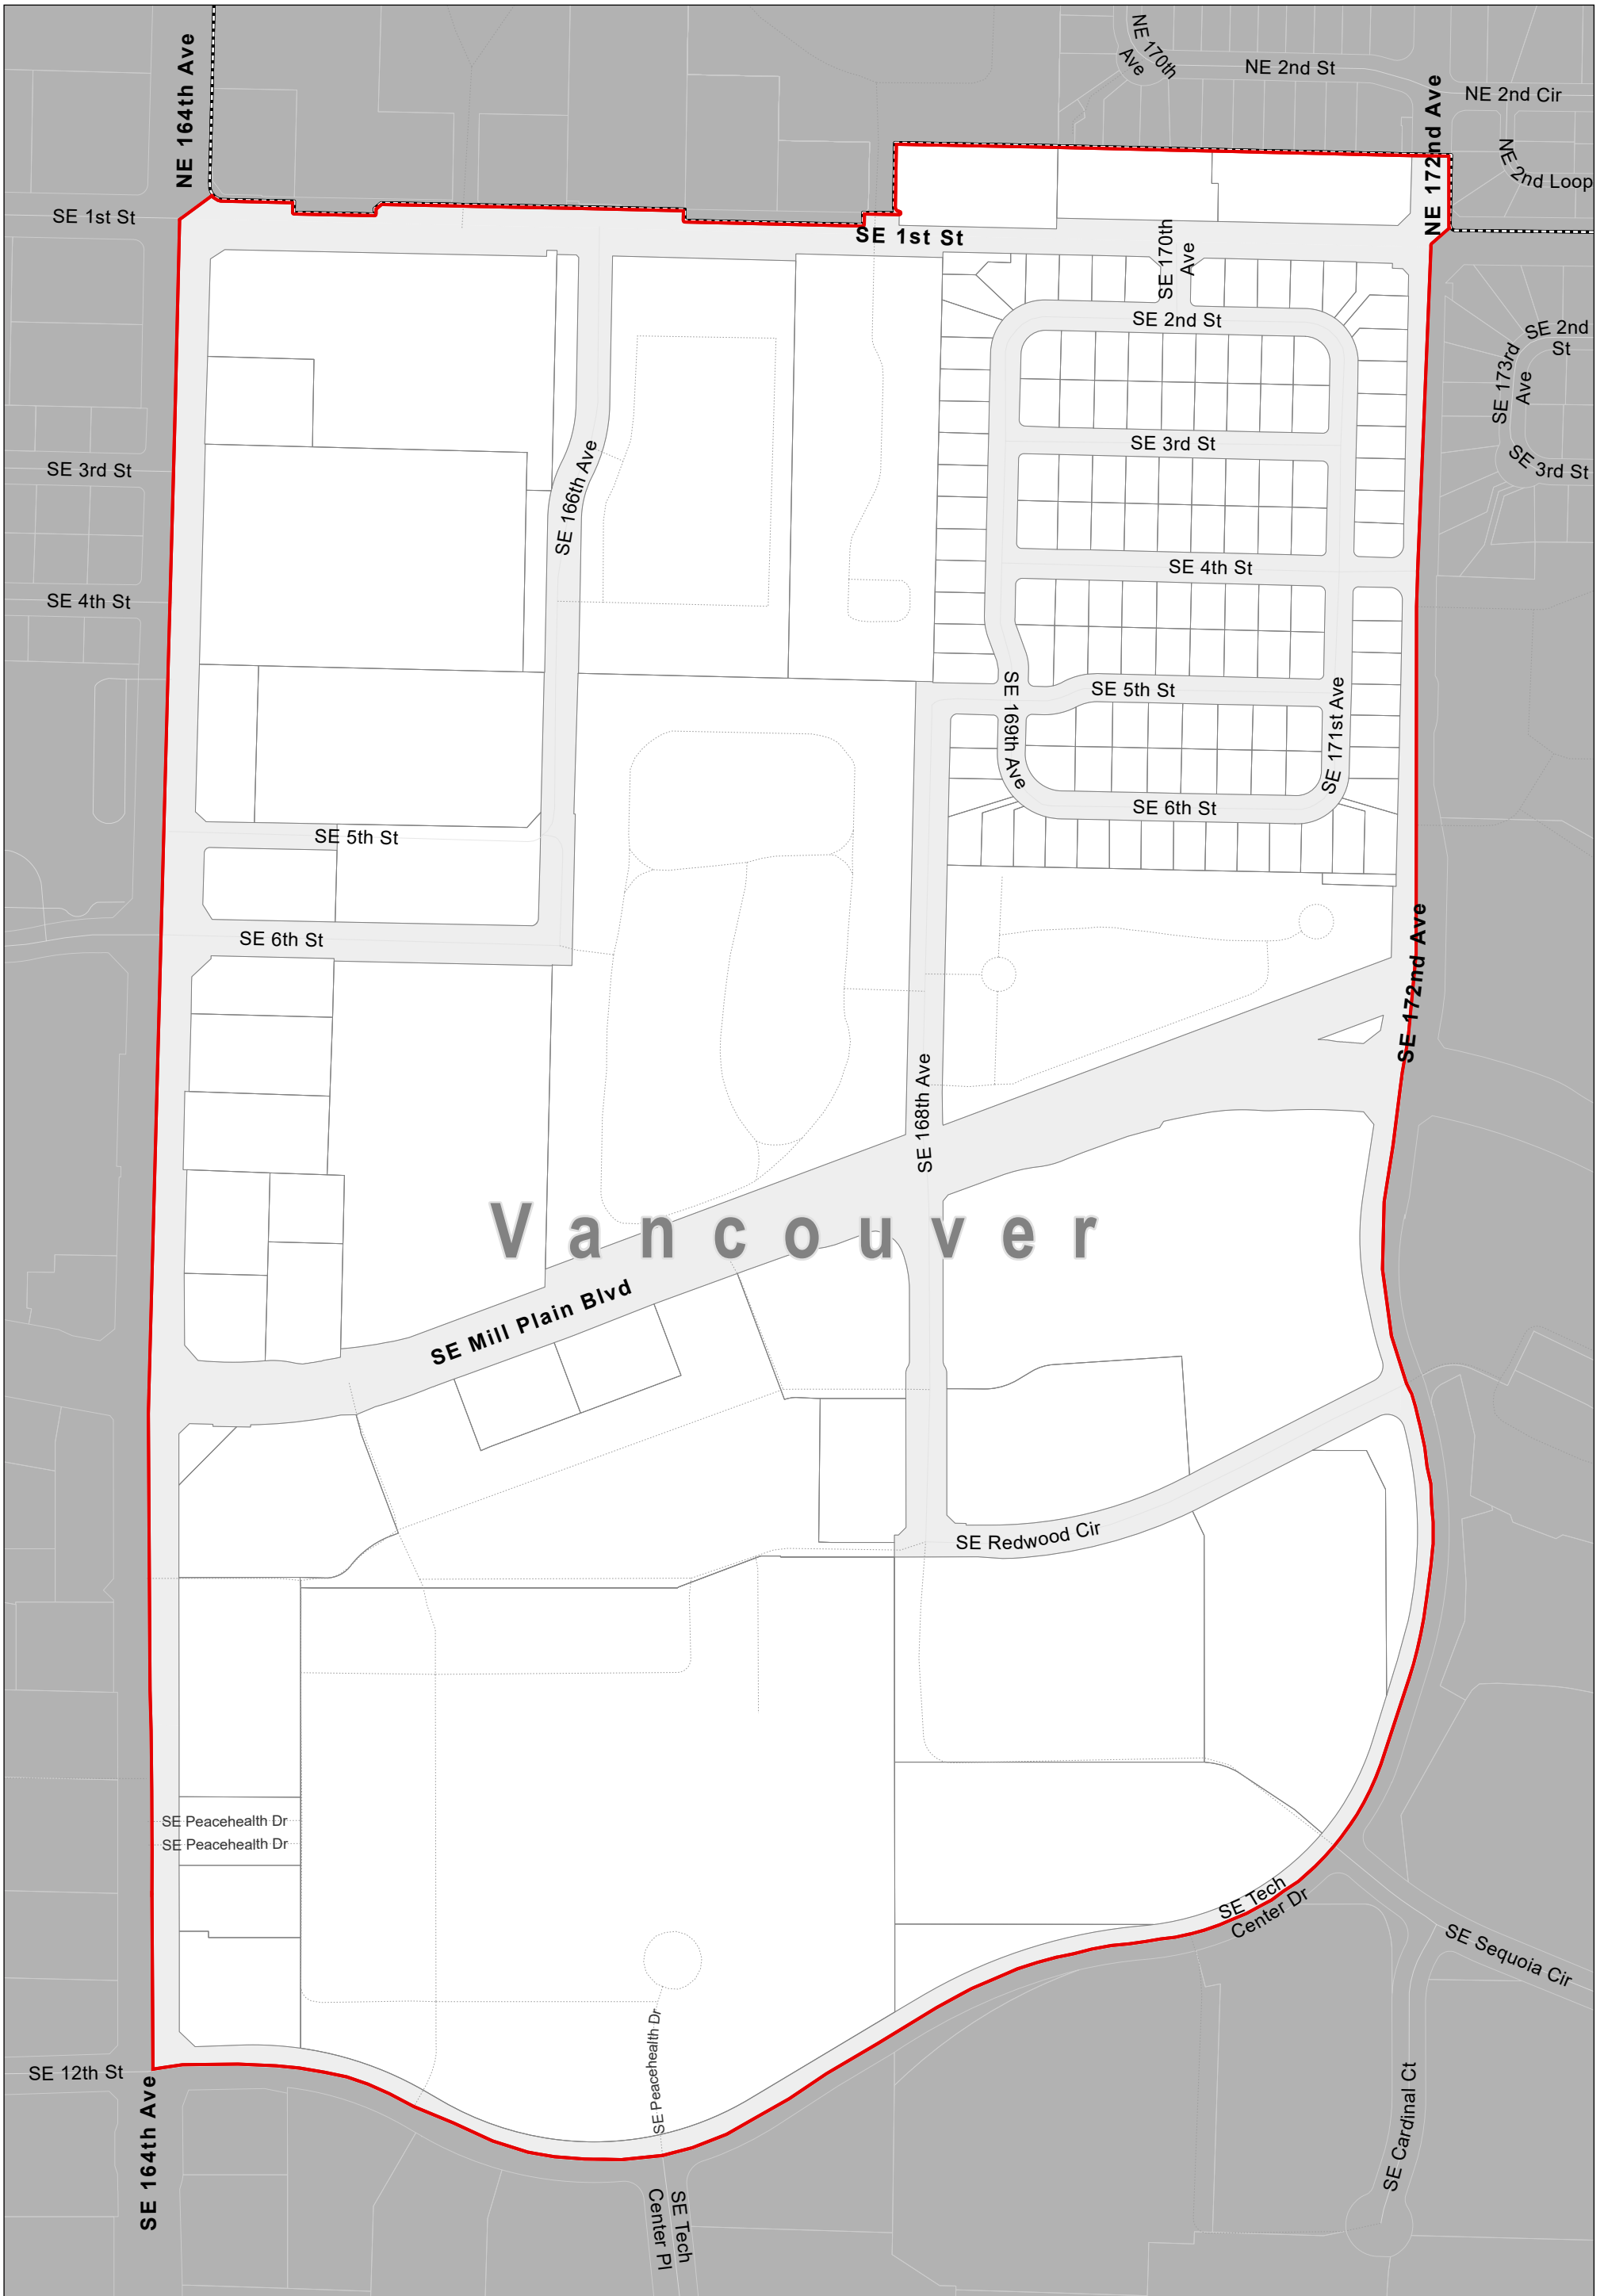 NE 170th
Ave
NE 2nd St
NE 164th Ave
NE 172nd Ave
NE 2nd Cir
NE
2nd Loop
SE 1st St
SE 1st St
SE 170th
Ave
SE 2nd St
SE 2nd
St
SE 173rd
Ave
SE 3rd St
SE 3rd St
SE 3rd St
SE 166th Ave
SE 4th St
SE 4th St
SE 5th St
SE 169th Ave
SE 171st Ave
SE 6th St
SE 5th St
SE 6th St
SE 172nd Ave
SE 168th Ave
Vancouver
SE Mill Plain Blvd
SE Redwood Cir
SE Peacehealth Dr
SE Peacehealth Dr
SE Tech
Center Dr
SE Sequoia Cir
SE Peacehealth Dr
SE 12th St
SE 164th Ave
SE Cardinal Ct
SE Tech
Center Pl